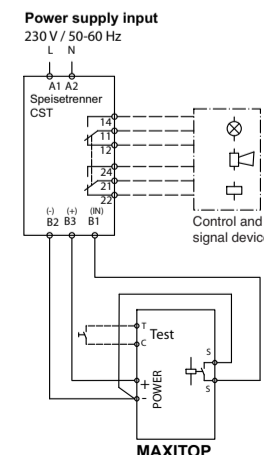 Power supply input
230 V / 50-60 Hz
L N
A1 A2
Speisetrenner
CST
14
11
12
24
21
22
(-) (+) (IN)
B2 B3 B1
Control and
signal device
T
Test
C
S
+
POWER
-
S
MAXITOP